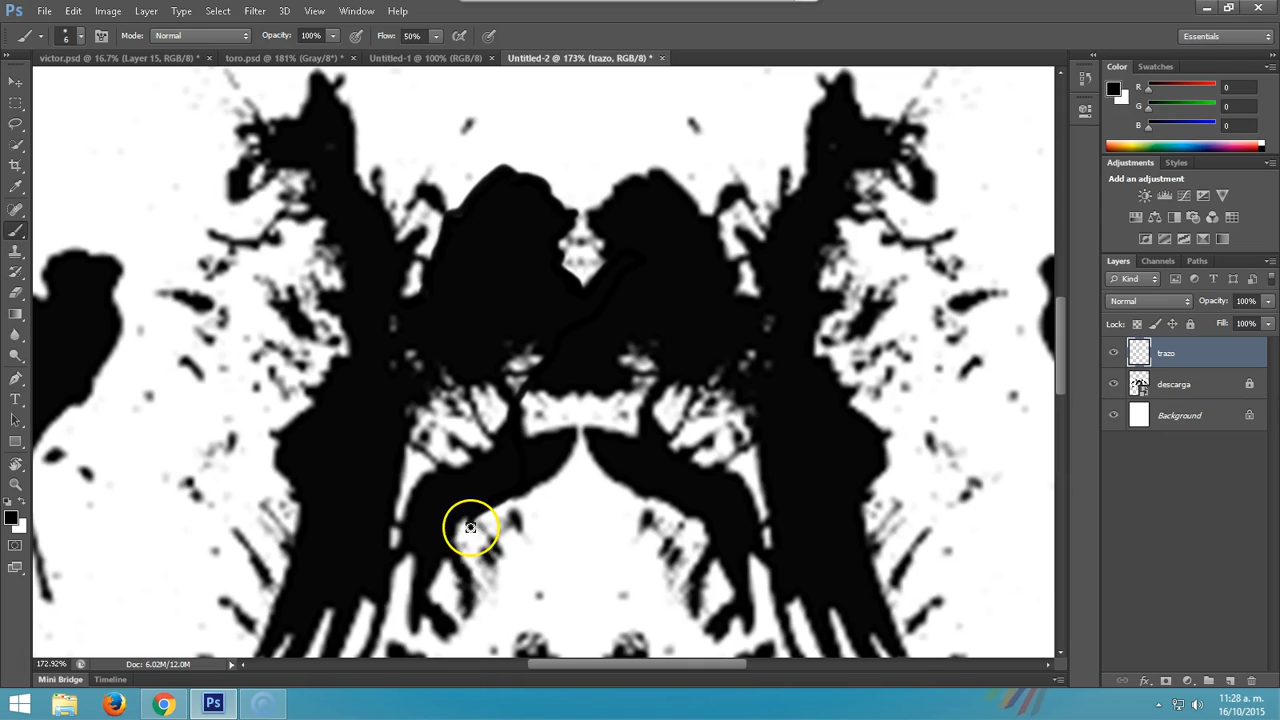 Ps File Edit Image Layer Type Select Filter 3D View Window Help
6 Mode: Normal Opacity: 100% Flow: 50% Essentials
victor.psd @ 16.7% (Layer 15, RGB/8) * × toro.psd @ 181% (Gray/8*) * × Untitled-1 @ 100% (RGB/8) × Untitled-2 @ 173% (trazo, RGB/8) * ×
Color Swatches
R 0
G 0
B 0
Adjustments Styles
Add an adjustment
Layers Channels Paths
Kind
Normal Opacity: 100%
Lock: Fill: 100%
trazo
descarga
Background
172.92% Doc: 6.02M/12.0M
Mini Bridge Timeline
Ps
11:28 a. m.
16/10/2015